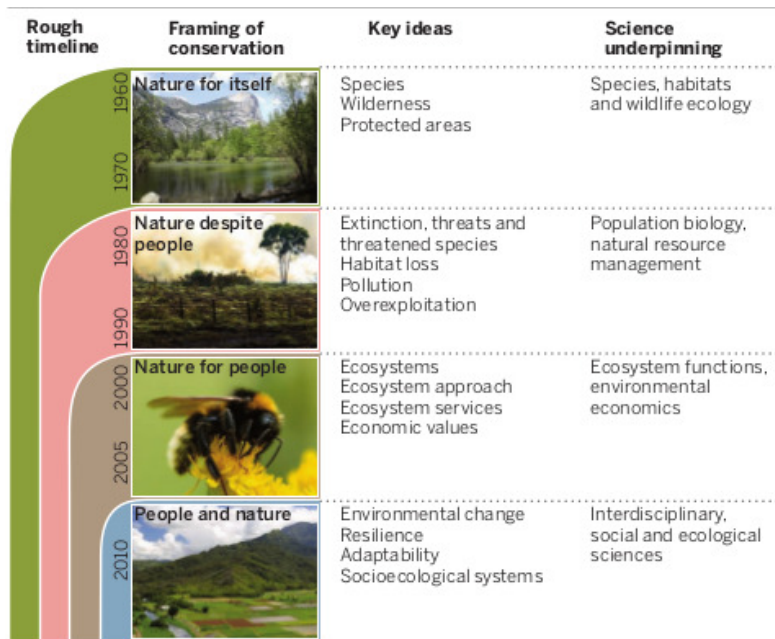 Rough
timeline
Framing of
conservation
Key ideas
Science
underpinning
1960
1970
Nature for itself
Species
Wilderness
Protected areas
Species, habitats
and wildlife ecology
1980
1990
Nature despite
people
Extinction, threats and
threatened species
Habitat loss
Pollution
Overexploitation
Population biology,
natural resource
management
2000
2005
Nature for people
Ecosystems
Ecosystem approach
Ecosystem services
Economic values
Ecosystem functions,
environmental
economics
2010
People and nature
Environmental change
Resilience
Adaptability
Socioecological systems
Interdisciplinary,
social and ecological
sciences